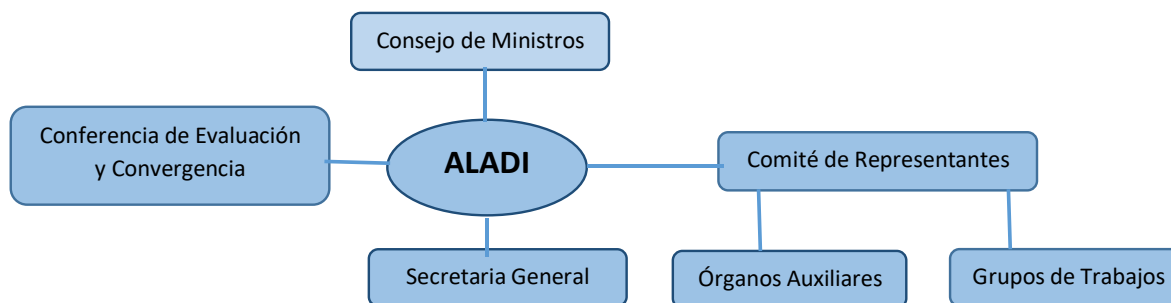 Consejo de Ministros
Conferencia de Evaluación
y Convergencia
ALADI
Comité de Representantes
Secretaria General
Órganos Auxiliares
Grupos de Trabajos